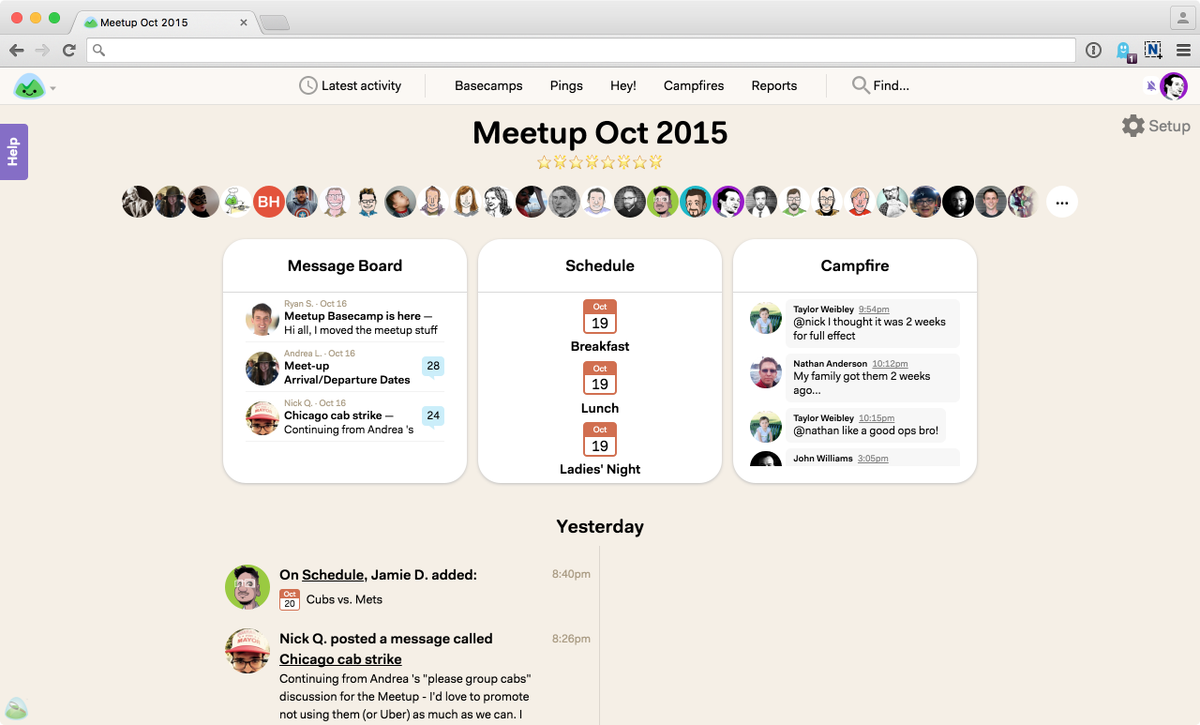 Meetup Oct 2015
1
Latest activity
Basecamps
Pings
Hey!
Campfires
Reports
Find...
Help
Meetup Oct 2015
Setup
BH
...
Message Board
Ryan S. · Oct 16
Meetup Basecamp is here —
Hi all, I moved the meetup stuff
Andrea L. · Oct 16
Meet-up
Arrival/Departure Dates
28
Nick Q. · Oct 16
Chicago cab strike —
Continuing from Andrea 's
24
Schedule
Oct
19
Breakfast
Oct
19
Lunch
Oct
19
Ladies' Night
Campfire
Taylor Weibley 9:54pm
@nick I thought it was 2 weeks
for full effect
Nathan Anderson 10:12pm
My family got them 2 weeks
ago...
Taylor Weibley 10:15pm
@nathan like a good ops bro!
John Williams 3:05pm
Yesterday
On Schedule, Jamie D. added:
8:40pm
Oct
20
Cubs vs. Mets
Nick Q. posted a message called
8:26pm
Chicago cab strike
Continuing from Andrea 's "please group cabs"
discussion for the Meetup - I'd love to promote
not using them (or Uber) as much as we can. I